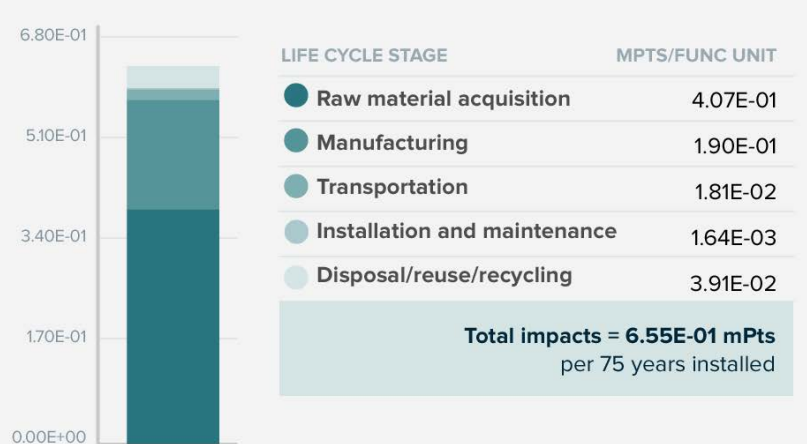 6.80E-01
5.10E-01
3.40E-01
1.70E-01
0.00E+00
LIFE CYCLE STAGE MPTS/FUNC UNIT
Raw material acquisition 4.07E-01
Manufacturing 1.90E-01
Transportation 1.81E-02
Installation and maintenance 1.64E-03
Disposal/reuse/recycling 3.91E-02
Total impacts = 6.55E-01 mPts
per 75 years installed